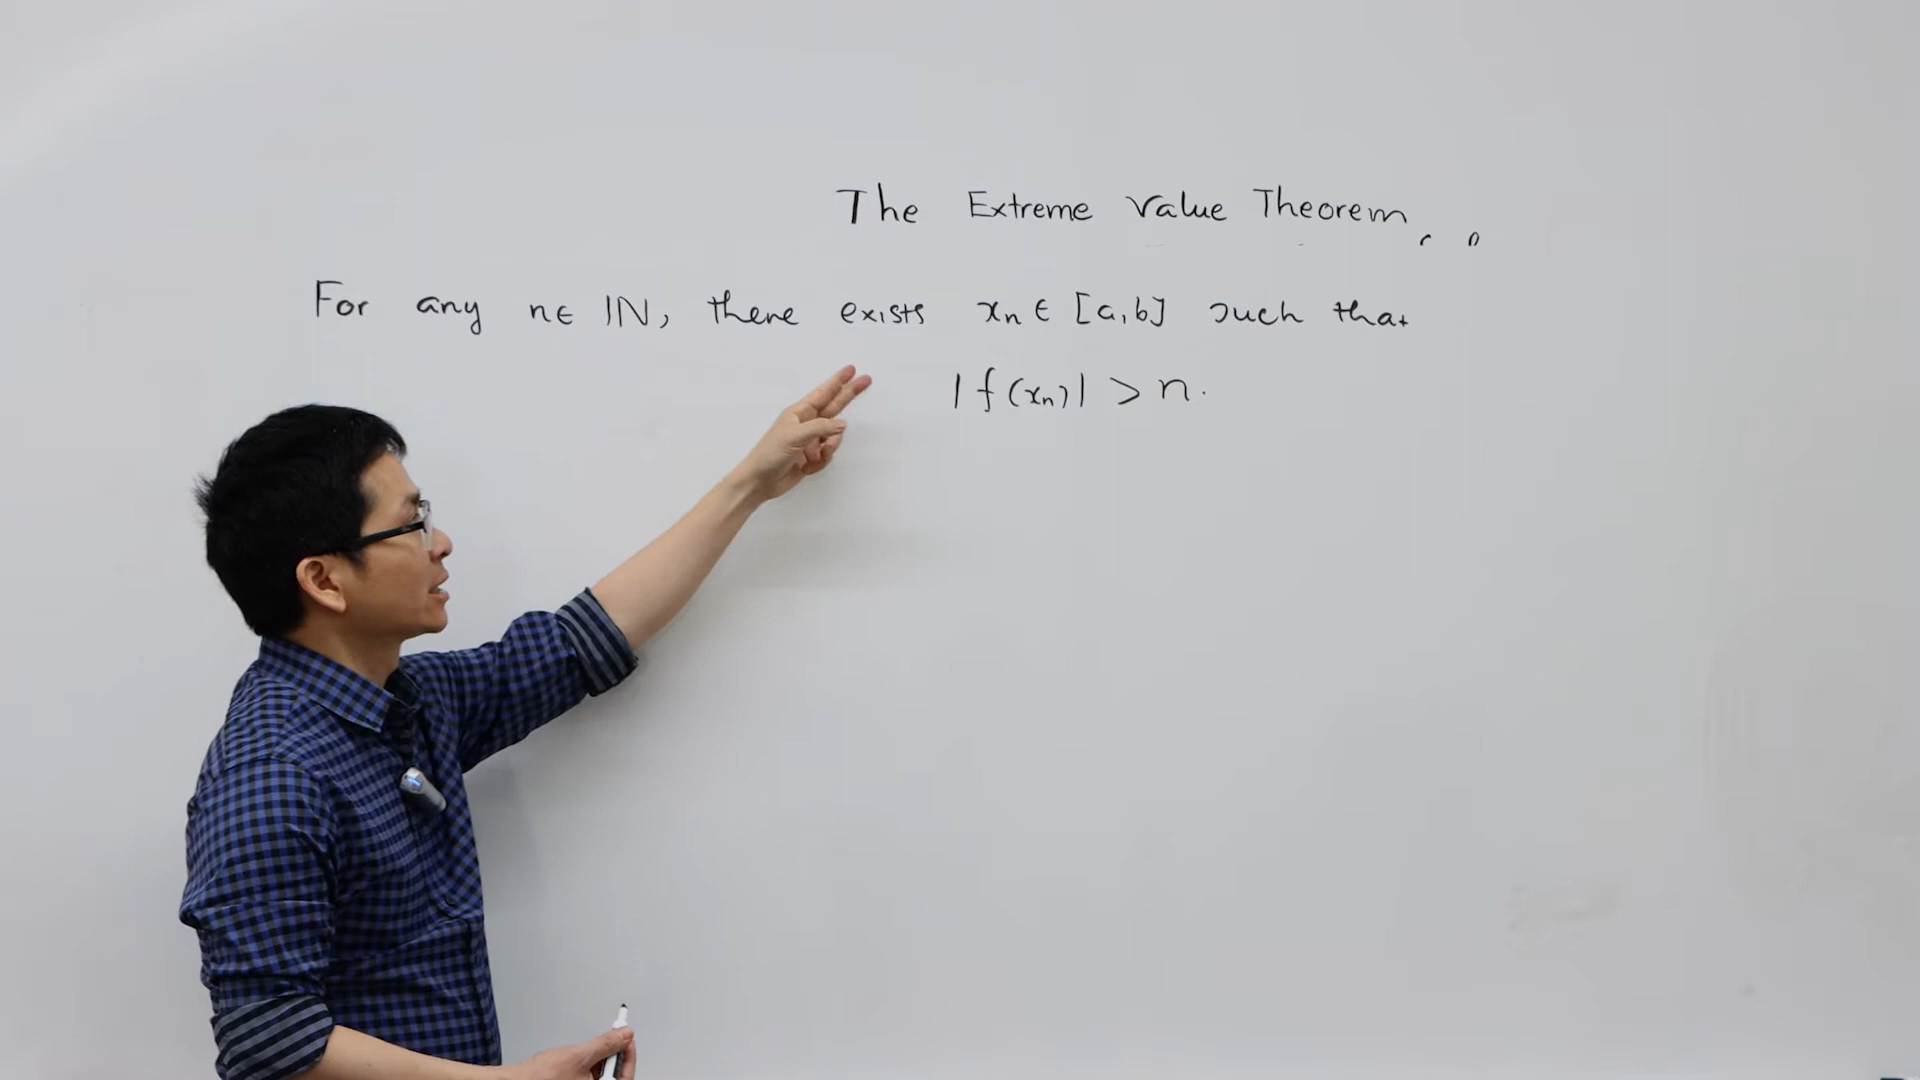 The Extreme Value Theorem
For any n∈ ℕ, there exists xₙ ∈ [a,b] such that
|f(xₙ)| > n.